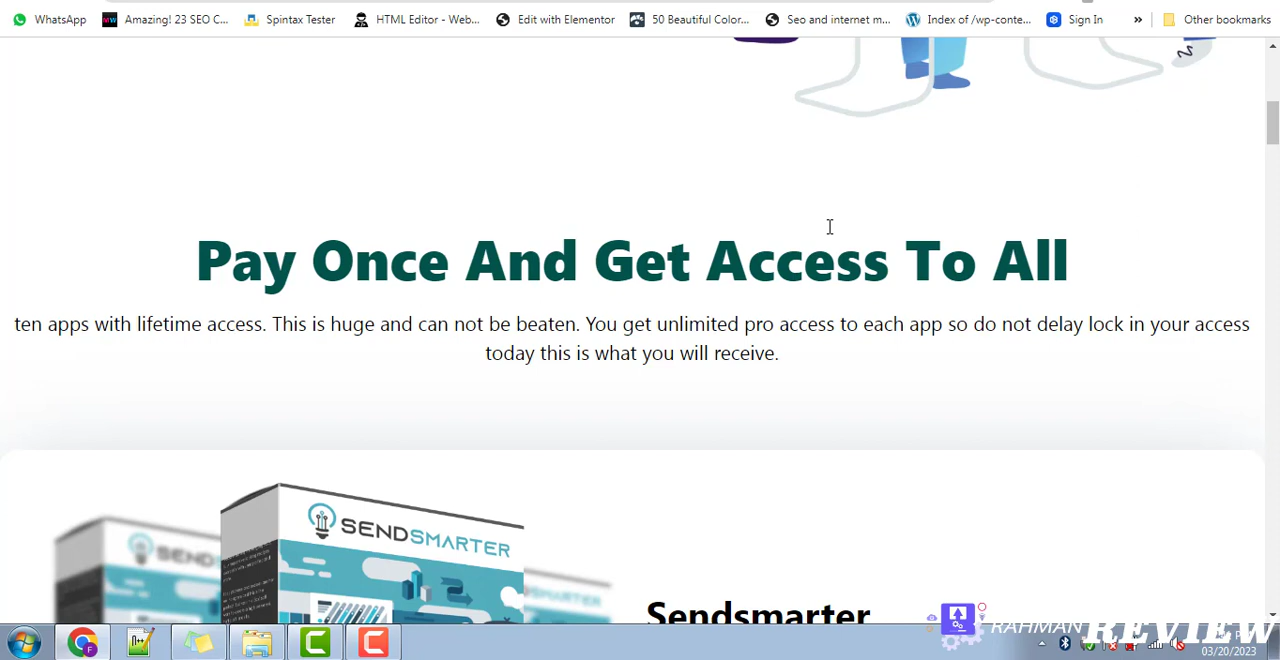 WhatsApp Amazing! 23 SEO C... Spintax Tester HTML Editor - Web... Edit with Elementor 50 Beautiful Color... Seo and internet m... Index of /wp-conte... Sign In » Other bookmarks
Pay Once And Get Access To All
ten apps with lifetime access. This is huge and can not be beaten. You get unlimited pro access to each app so do not delay lock in your access
today this is what you will receive.
SENDSMARTER
Sendsmarter
RAHMAN REVIEW
03/20/2023